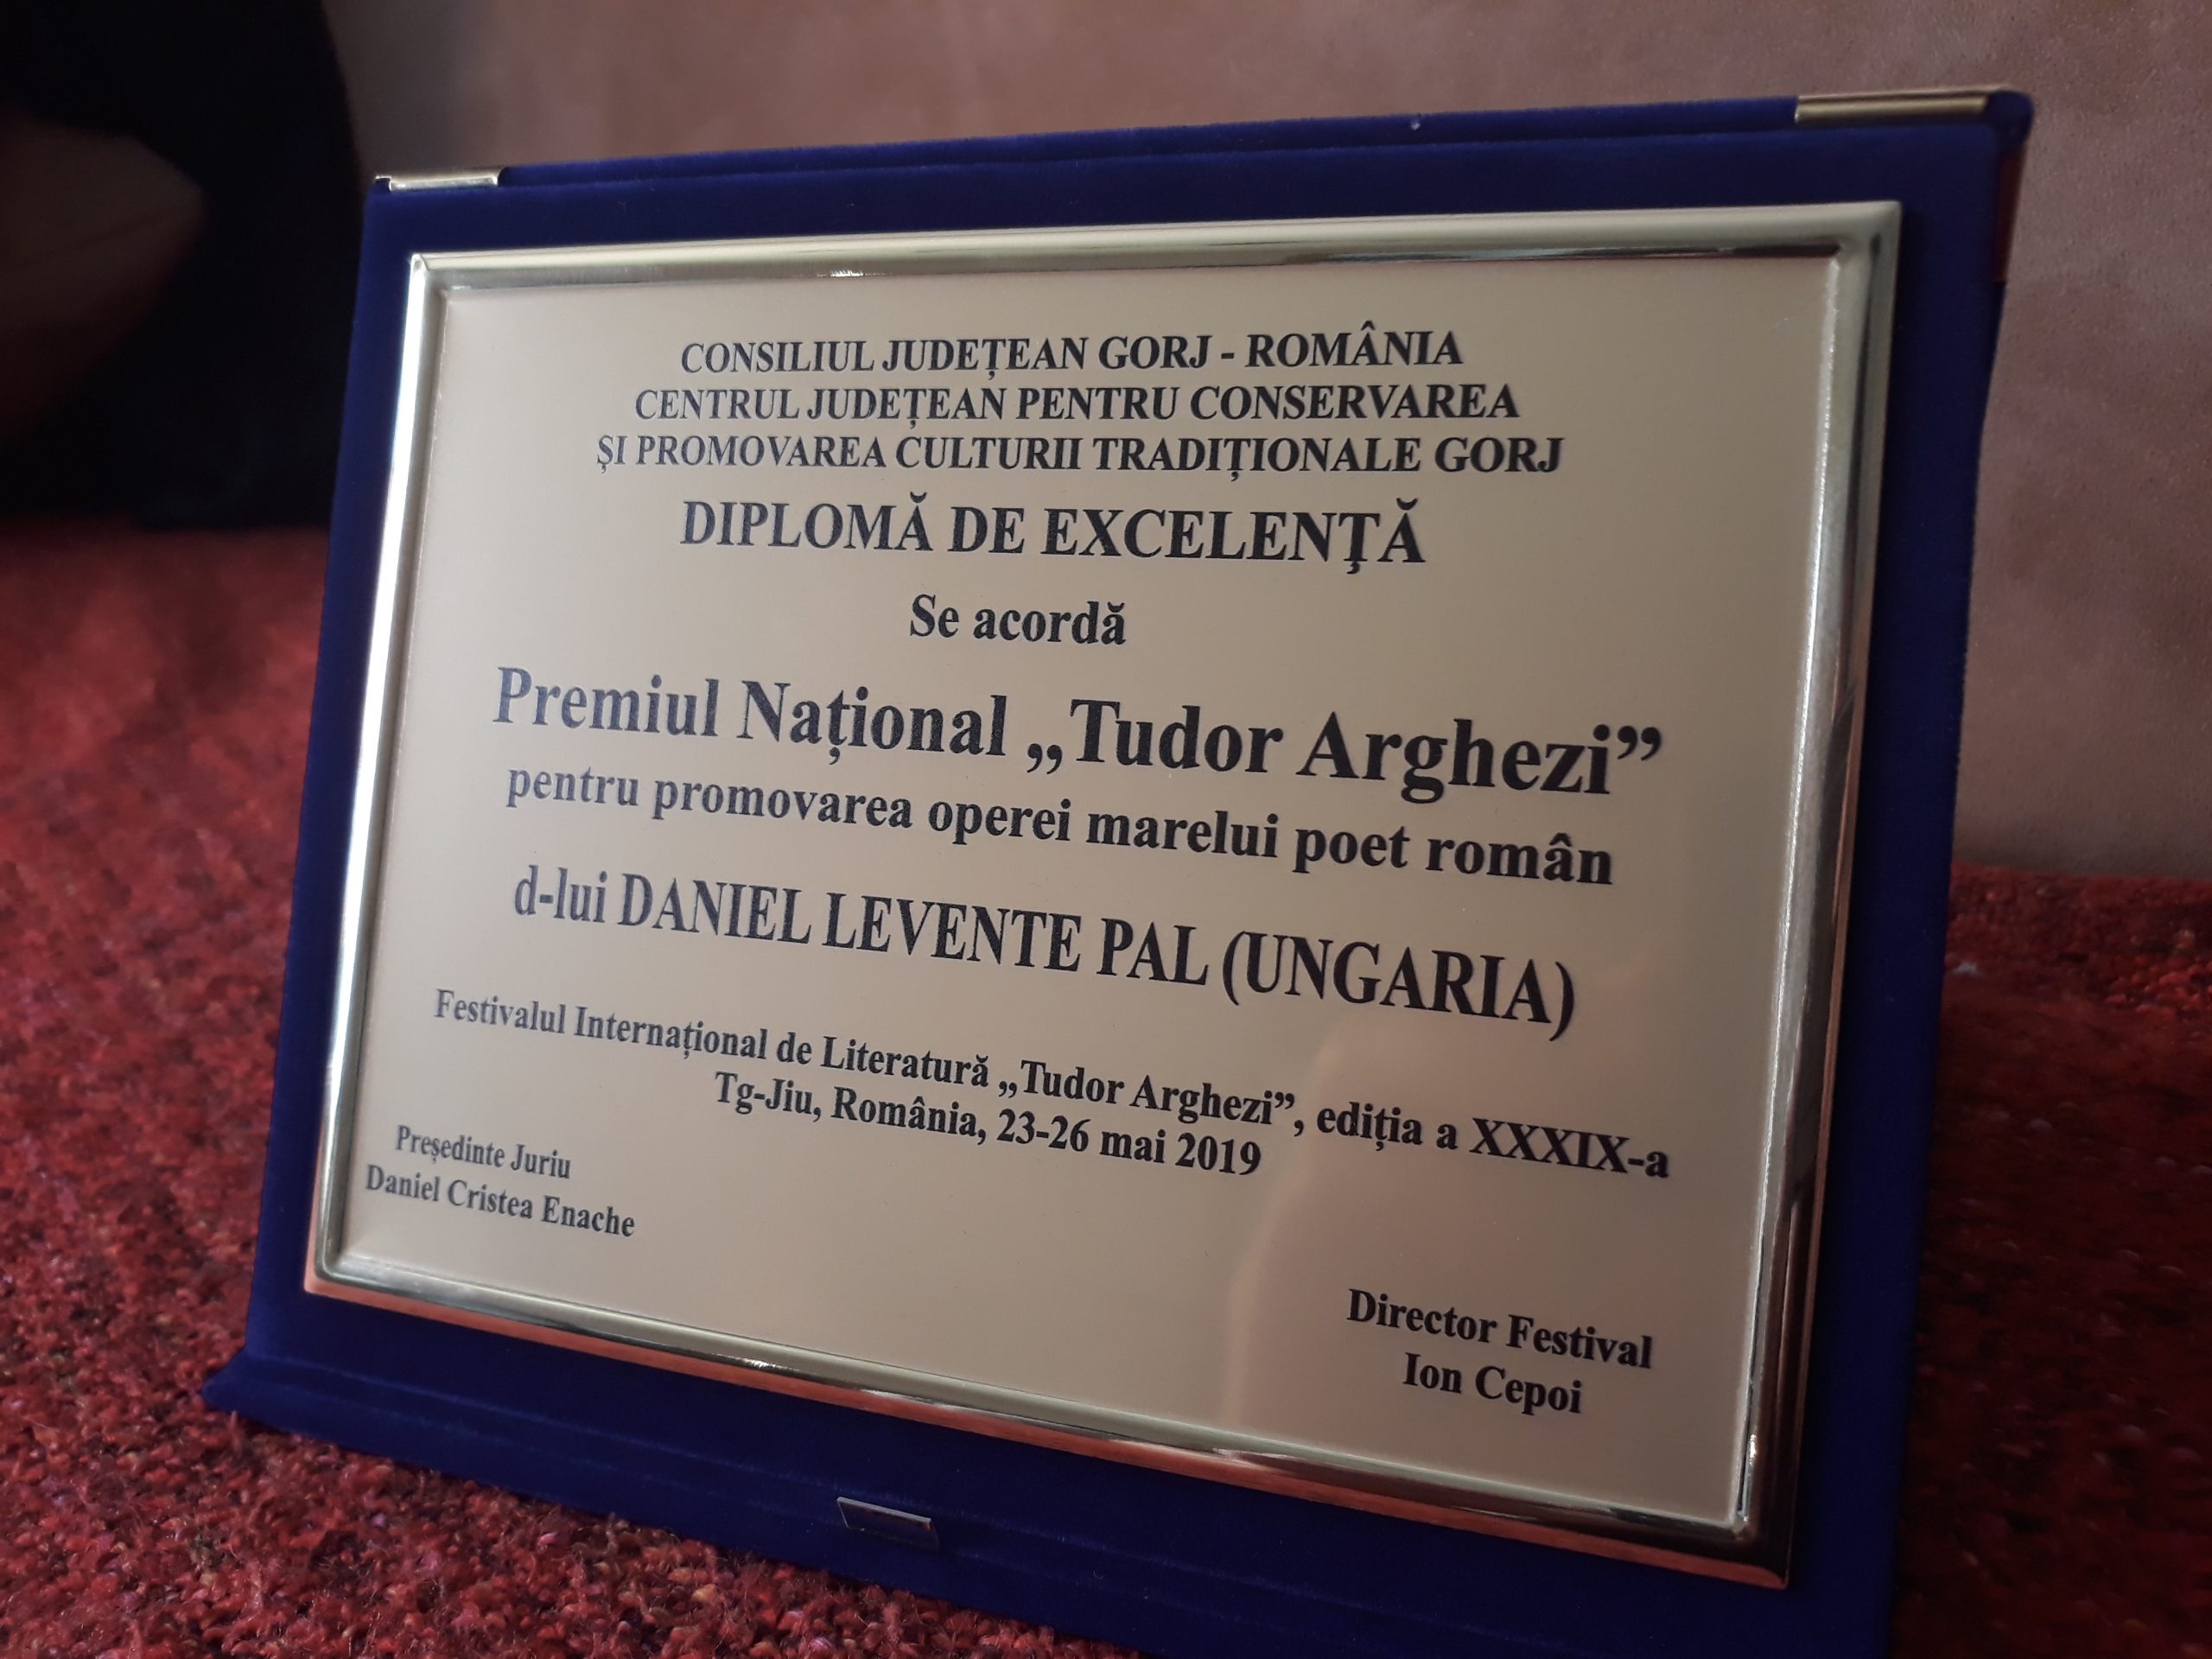 CONSILIUL JUDEȚEAN GORJ - ROMÂNIA
CENTRUL JUDEȚEAN PENTRU CONSERVAREA
ȘI PROMOVAREA CULTURII TRADIȚIONALE GORJ
DIPLOMĂ DE EXCELENŢĂ
Se acordă
Premiul Național „Tudor Arghezi”
pentru promovarea operei marelui poet român
d-lui DANIEL LEVENTE PAL (UNGARIA)
Festivalul Internațional de Literatură „Tudor Arghezi”, ediția a XXXIX-a
Tg-Jiu, România, 23-26 mai 2019
Președinte Juriu
Daniel Cristea Enache
Director Festival
Ion Cepoi